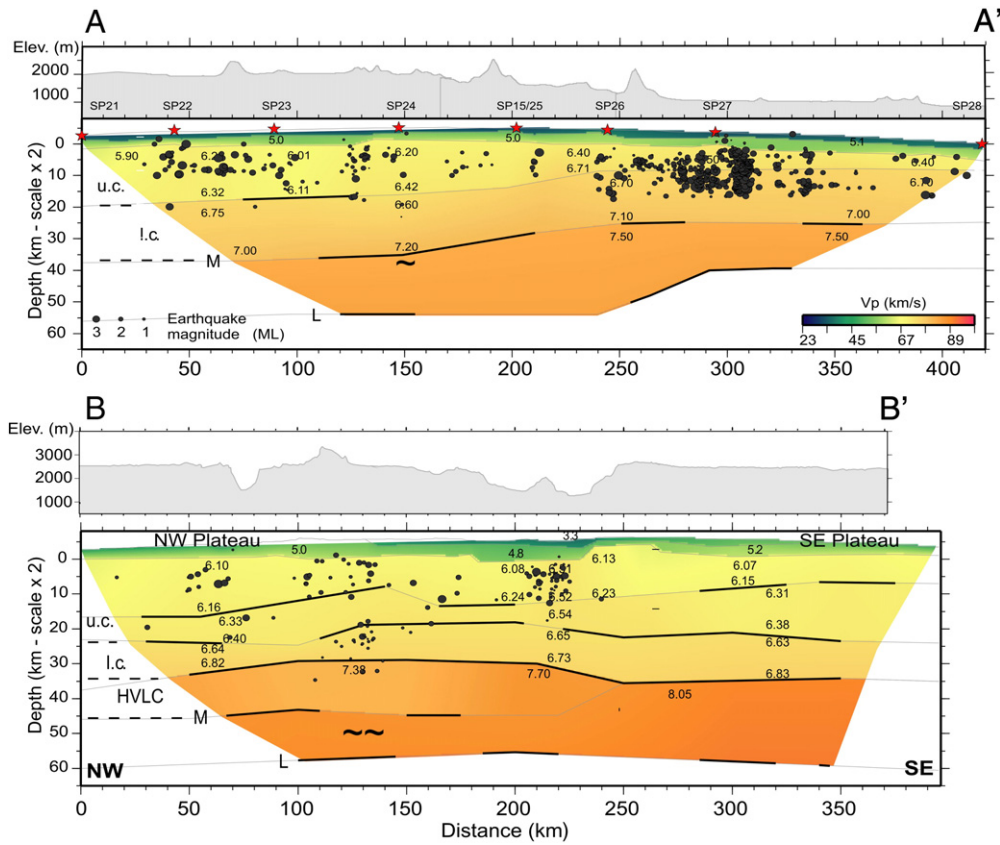 A A'
Elev. (m)
2000
1000
SP21 SP22 SP23 SP24 SP15/25 SP26 SP27 SP28
0
10
20
30
40
50
60
Depth (km - scale x 2)
5.0 5.0 5.1
5.90 6.01 6.20 6.40 6.40
6.71
6.11 6.42 6.70 6.70
u.c. 6.32
6.75 6.60 7.10 7.00
l.c. 7.50 7.50
7.00 M 7.20
~
L
Earthquake
magnitude (ML)
3 2 1
Vp (km/s)
23 45 67 89
0 50 100 150 200 250 300 350 400
B B'
Elev. (m)
3000
2000
1000
NW Plateau 3.3 SE Plateau
0
10
20
30
40
50
60
Depth (km - scale x 2)
5.0 4.8 5.2
6.10 6.08 6.13 6.07
6.15
6.16 6.24 6.52 6.23 6.31
6.33 6.54
u.c. 6.40 6.65 6.38
6.64 6.63
l.c. 6.82 6.73
7.38 7.70 6.83
HVLC 8.05
M
~~
L
NW SE
0 50 100 150 200 250 300 350
Distance (km)